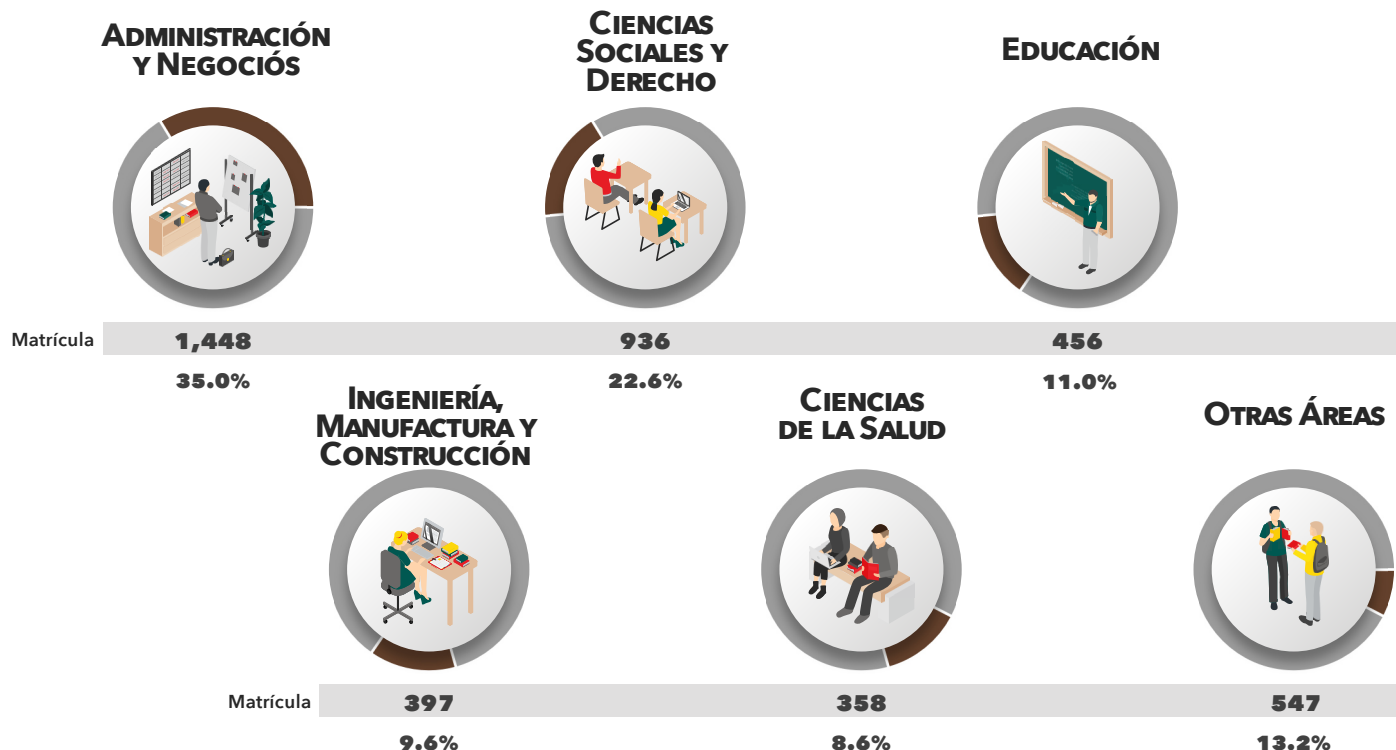 ADMINISTRACIÓN
Y NEGOCIÓS
CIENCIAS
SOCIALES Y
DERECHO
EDUCACIÓN
Matrícula 1,448 936 456
35.0% 22.6% 11.0%
INGENIERÍA,
MANUFACTURA Y
CONSTRUCCIÓN
CIENCIAS
DE LA SALUD
OTRAS ÁREAS
Matrícula 397 358 547
9.6% 8.6% 13.2%